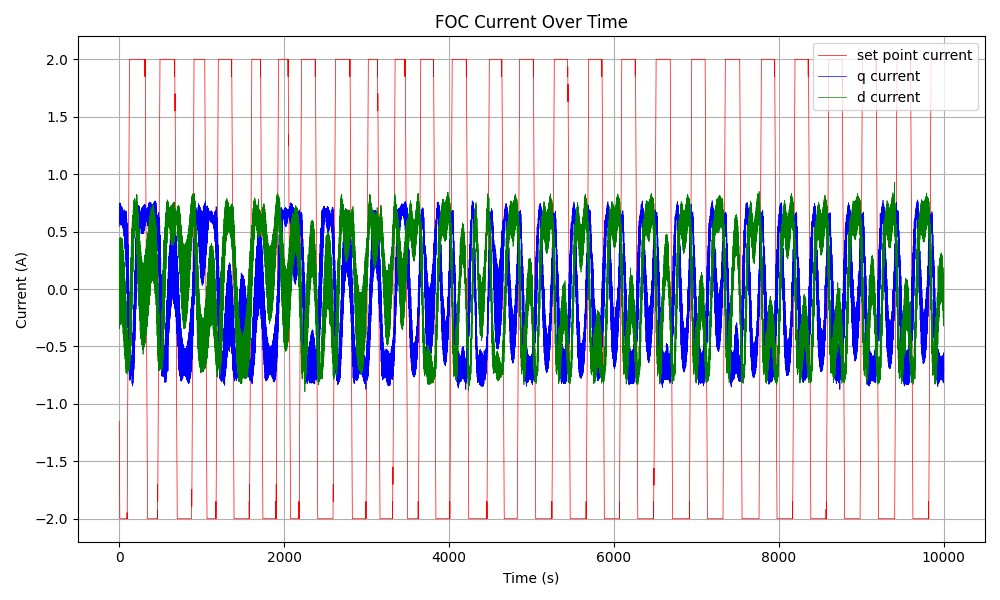 FOC Current Over Time
set point current
q current
d current
2.0
1.5
1.0
0.5
0.0
−0.5
−1.0
−1.5
−2.0
Current (A)
0
2000
4000
6000
8000
10000
Time (s)